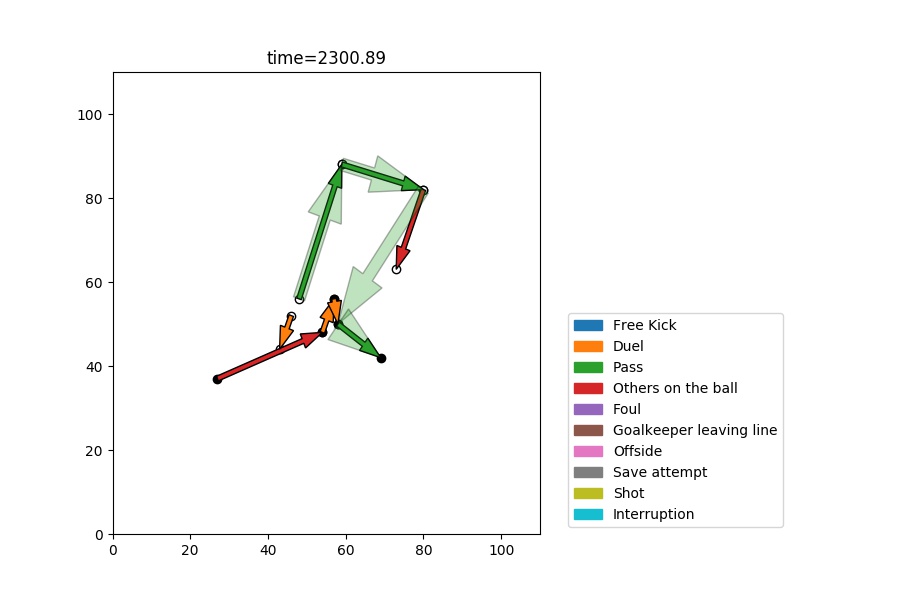 time=2300.89
100
80
60
40
20
0
0 20 40 60 80 100
Free Kick
Duel
Pass
Others on the ball
Foul
Goalkeeper leaving line
Offside
Save attempt
Shot
Interruption